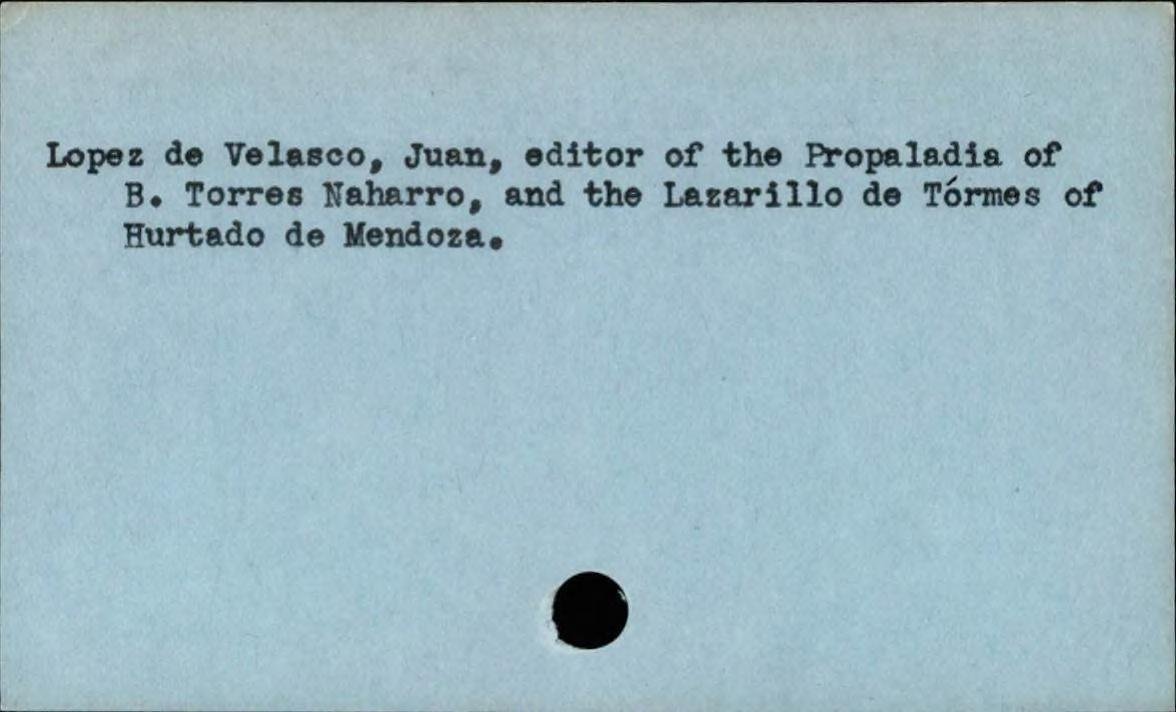 Lopez de Velasco, Juan, editor of the Propaladia of
B. Torres Naharro, and the Lazarillo de Tórmes of
Hurtado de Mendoza.